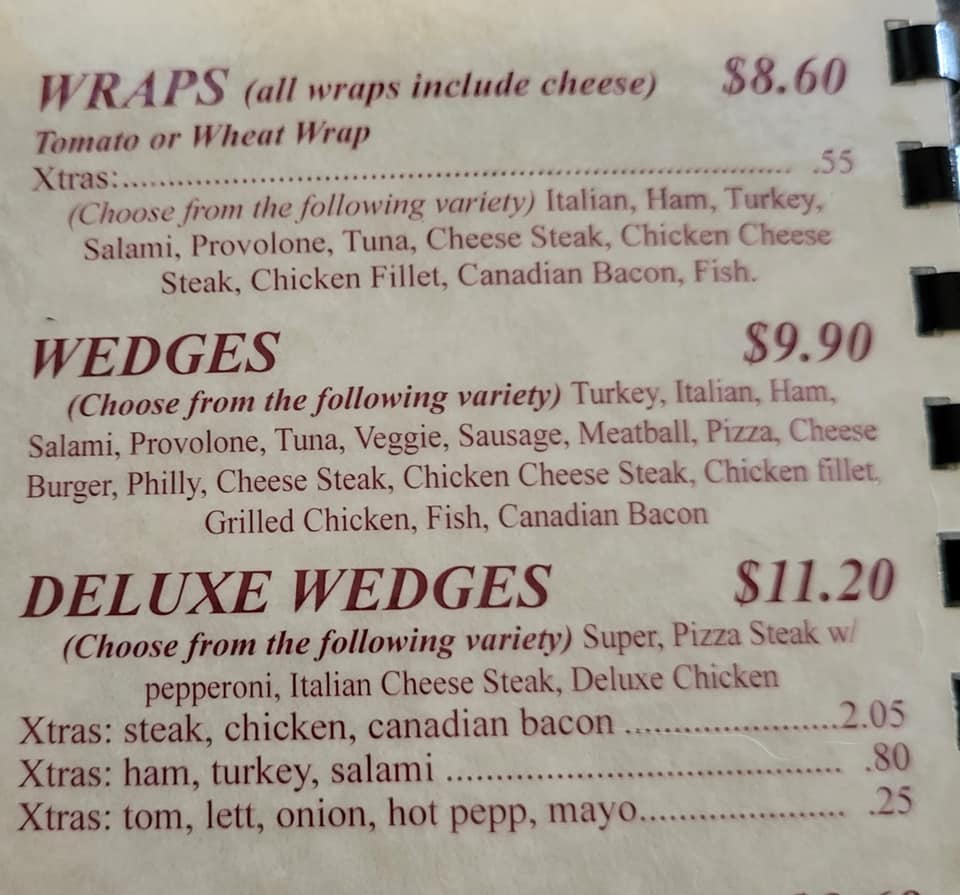 WRAPS (all wraps include cheese) $8.60
Tomato or Wheat Wrap
Xtras:........................................................................................ .55
(Choose from the following variety) Italian, Ham, Turkey,
Salami, Provolone, Tuna, Cheese Steak, Chicken Cheese
Steak, Chicken Fillet, Canadian Bacon, Fish.
WEDGES $9.90
(Choose from the following variety) Turkey, Italian, Ham,
Salami, Provolone, Tuna, Veggie, Sausage, Meatball, Pizza, Cheese
Burger, Philly, Cheese Steak, Chicken Cheese Steak, Chicken fillet,
Grilled Chicken, Fish, Canadian Bacon
DELUXE WEDGES $11.20
(Choose from the following variety) Super, Pizza Steak w/
pepperoni, Italian Cheese Steak, Deluxe Chicken
Xtras: steak, chicken, canadian bacon ........................2.05
Xtras: ham, turkey, salami ............................................. .80
Xtras: tom, lett, onion, hot pepp, mayo....................... .25